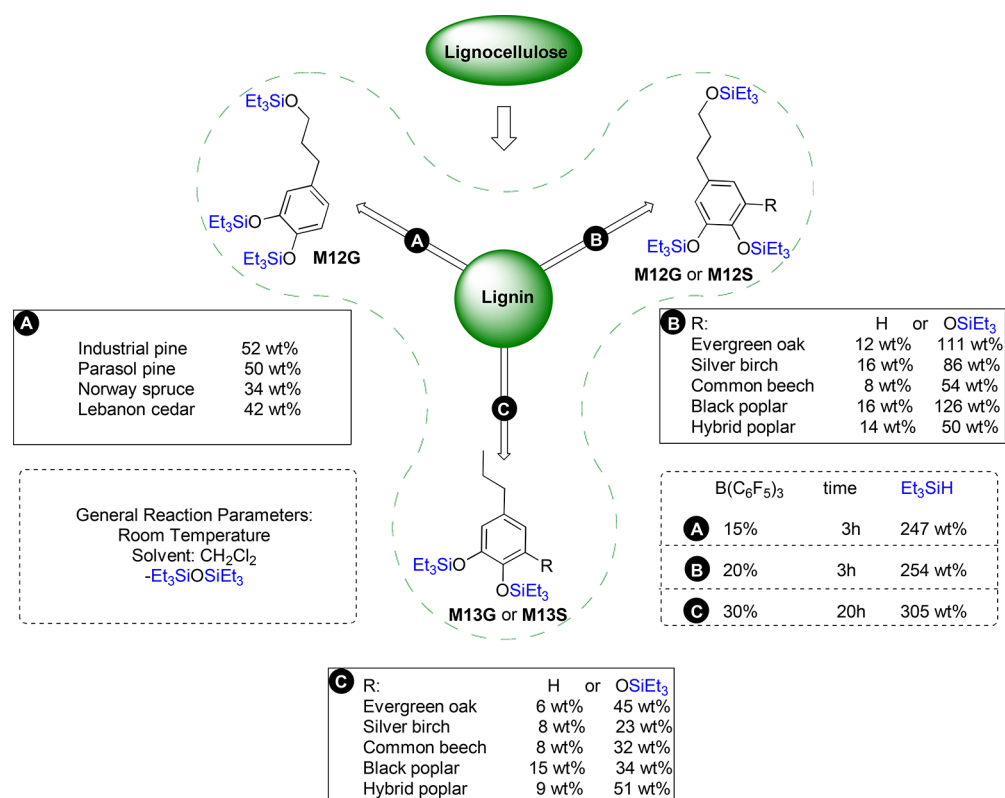 Lignocellulose
Et₃SiO
Et₃SiO
Et₃SiO
M12G
OSiEt₃
R
Et₃SiO
OSiEt₃
M12G or M12S
A
B
Lignin
C
A
Industrial pine 52 wt%
Parasol pine 50 wt%
Norway spruce 34 wt%
Lebanon cedar 42 wt%
B R: H or OSiEt₃
Evergreen oak 12 wt% 111 wt%
Silver birch 16 wt% 86 wt%
Common beech 8 wt% 54 wt%
Black poplar 16 wt% 126 wt%
Hybrid poplar 14 wt% 50 wt%
General Reaction Parameters:
Room Temperature
Solvent: CH₂Cl₂
-Et₃SiOSiEt₃
Et₃SiO
R
OSiEt₃
M13G or M13S
B(C₆F₅)₃ time Et₃SiH
A 15% 3h 247 wt%
B 20% 3h 254 wt%
C 30% 20h 305 wt%
C R: H or OSiEt₃
Evergreen oak 6 wt% 45 wt%
Silver birch 8 wt% 23 wt%
Common beech 8 wt% 32 wt%
Black poplar 15 wt% 34 wt%
Hybrid poplar 9 wt% 51 wt%